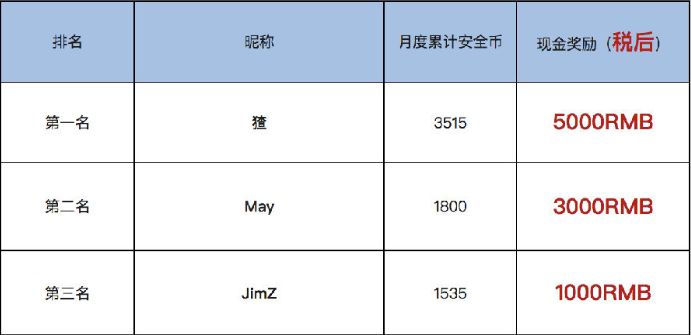 排名 昵称 月度累计安全币 现金奖励（税后）
第一名 猹 3515 5000RMB
第二名 May 1800 3000RMB
第三名 JimZ 1535 1000RMB